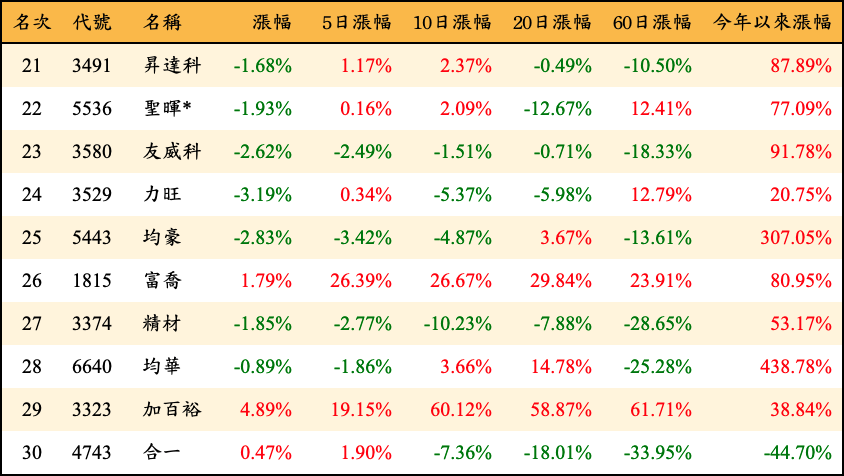 名次 代號 名稱 漲幅 5日漲幅 10日漲幅 20日漲幅 60日漲幅 今年以來漲幅
21 3491 昇達科 -1.68% 1.17% 2.37% -0.49% -10.50% 87.89%
22 5536 聖暉* -1.93% 0.16% 2.09% -12.67% 12.41% 77.09%
23 3580 友威科 -2.62% -2.49% -1.51% -0.71% -18.33% 91.78%
24 3529 力旺 -3.19% 0.34% -5.37% -5.98% 12.79% 20.75%
25 5443 均豪 -2.83% -3.42% -4.87% 3.67% -13.61% 307.05%
26 1815 富喬 1.79% 26.39% 26.67% 29.84% 23.91% 80.95%
27 3374 精材 -1.85% -2.77% -10.23% -7.88% -28.65% 53.17%
28 6640 均華 -0.89% -1.86% 3.66% 14.78% -25.28% 438.78%
29 3323 加百裕 4.89% 19.15% 60.12% 58.87% 61.71% 38.84%
30 4743 合一 0.47% 1.90% -7.36% -18.01% -33.95% -44.70%